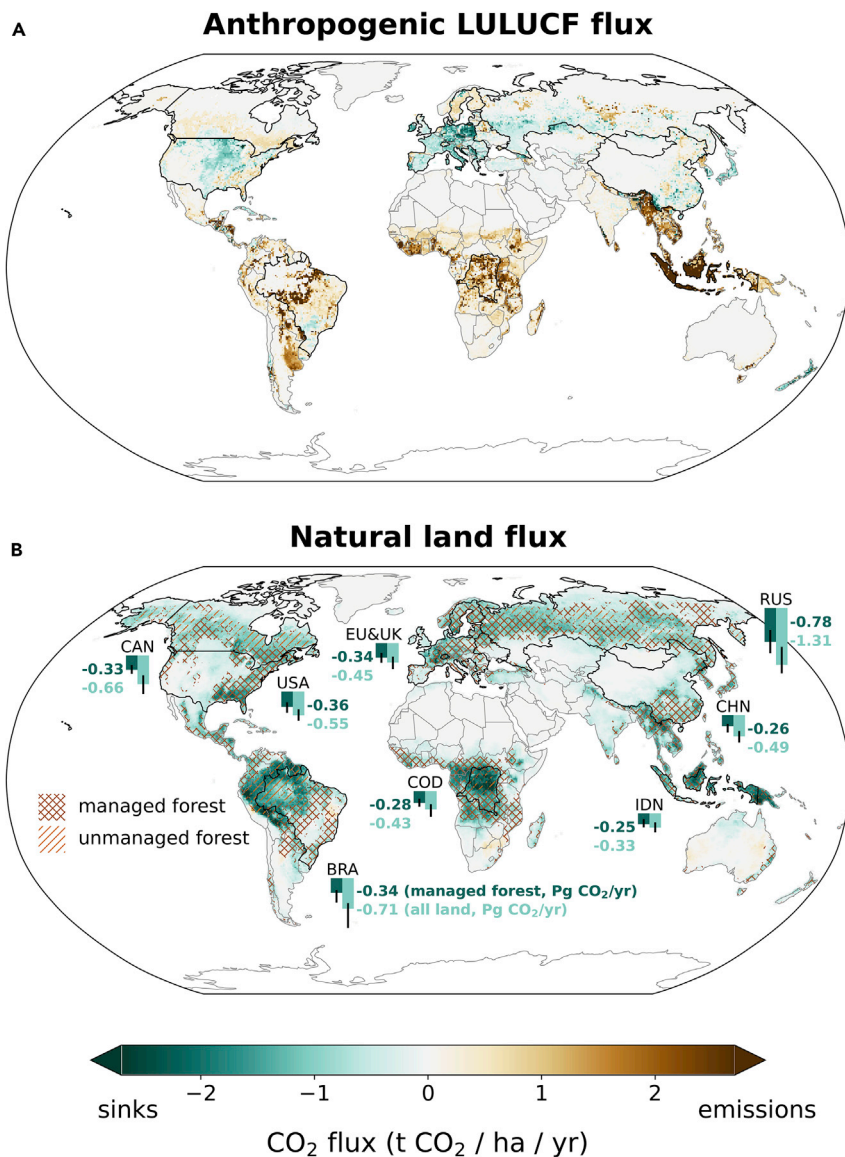 A
Anthropogenic LULUCF flux
B
Natural land flux
RUS
-0.78
-1.31
CAN
-0.33
-0.66
EU&UK
-0.34
-0.45
USA
-0.36
-0.55
CHN
-0.26
-0.49
COD
-0.28
-0.43
IDN
-0.25
-0.33
managed forest
unmanaged forest
BRA
-0.34 (managed forest, Pg CO₂/yr)
-0.71 (all land, Pg CO₂/yr)
−2 −1 0 1 2
sinks emissions
CO₂ flux (t CO₂ / ha / yr)